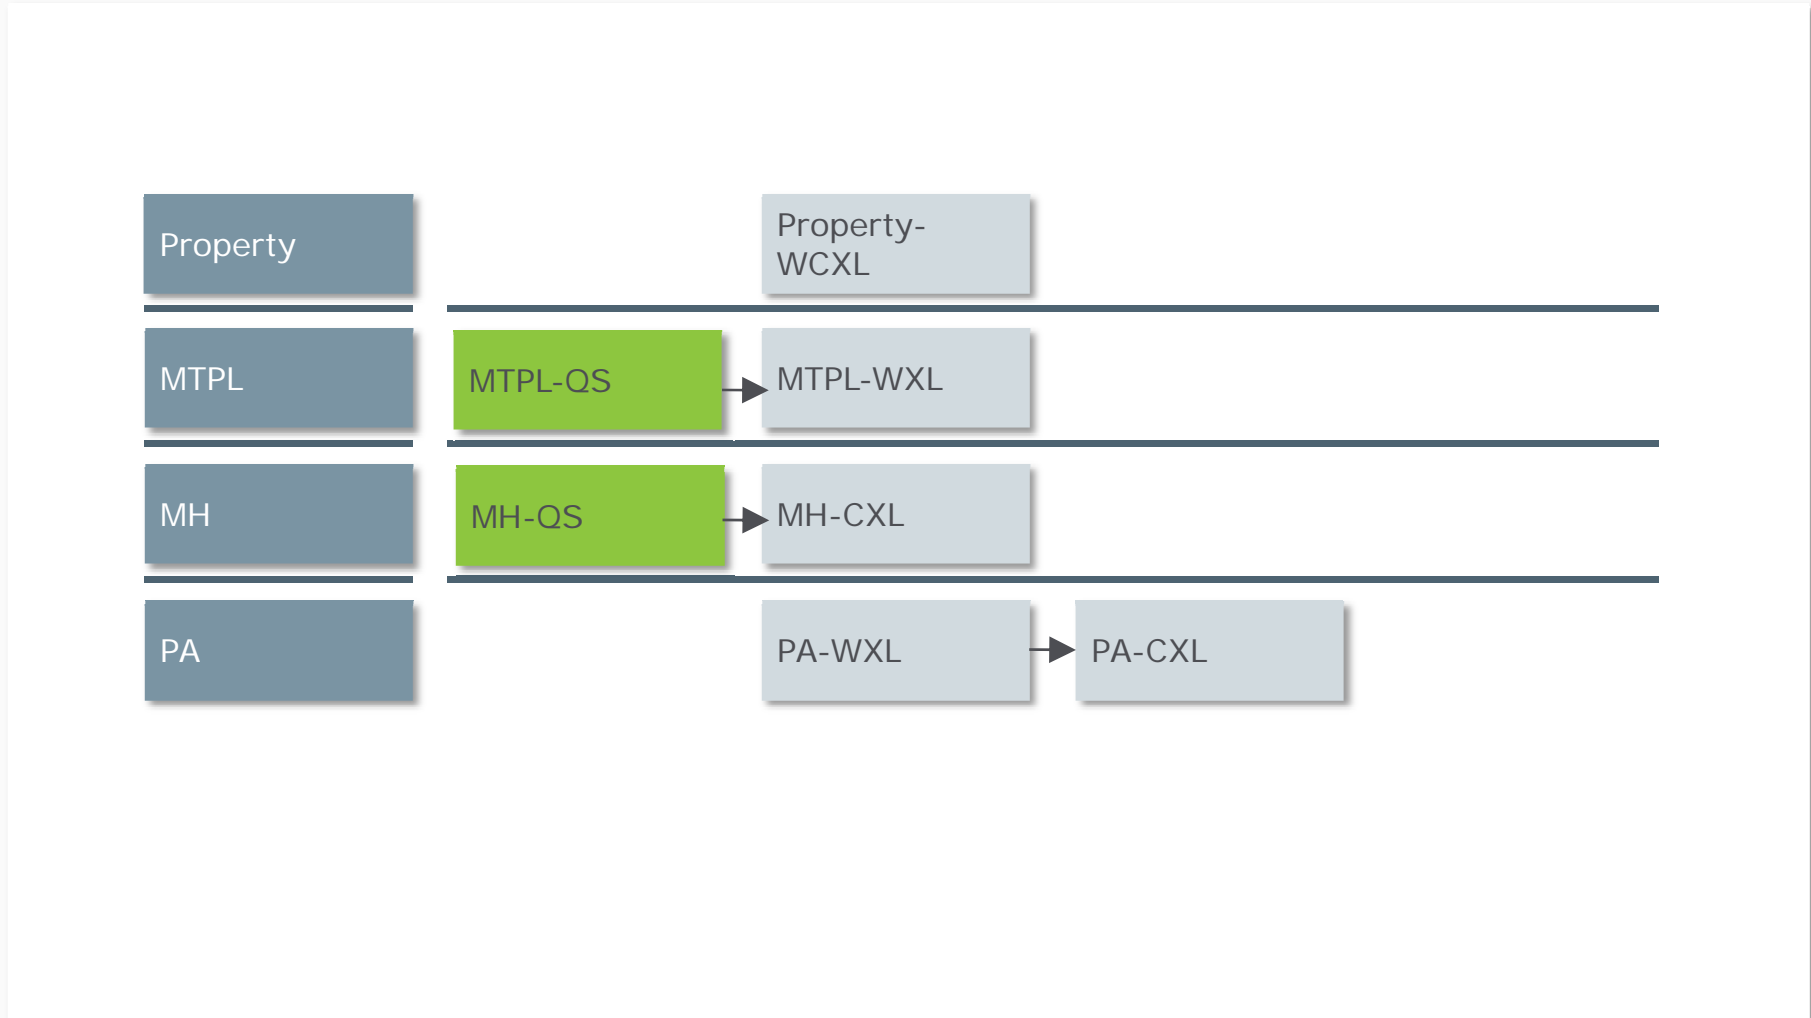 Property
Property-
WCXL
MTPL
MTPL-QS
MTPL-WXL
MH
MH-QS
MH-CXL
PA
PA-WXL
PA-CXL